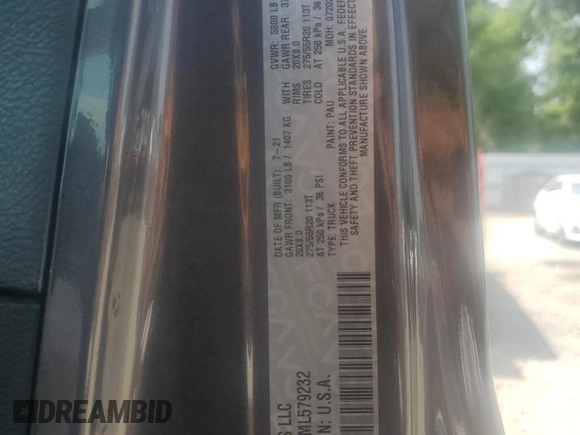 S LLC
DATE OF MFR (BUILT): 7-21 GVWR: 5800 LB
GAWR FRONT: 3100 LB / 1407 KG GAWR REAR: 32
20X8.0 WITH RIMS 20X8.0
275/55R20 113T TIRES 275/55R20 113T
AT 250 kPa / 36 PSI COLD AT 250 kPa / 36
TYPE: TRUCK PAINT: PAU MDH: 0720
THIS VEHICLE CONFORMS TO ALL APPLICABLE U.S.A. FEDER
SAFETY AND THEFT PREVENTION STANDARDS IN EFFECT
MANUFACTURE SHOWN ABOVE.
ML579232
N: U.S.A.
DREAMBID